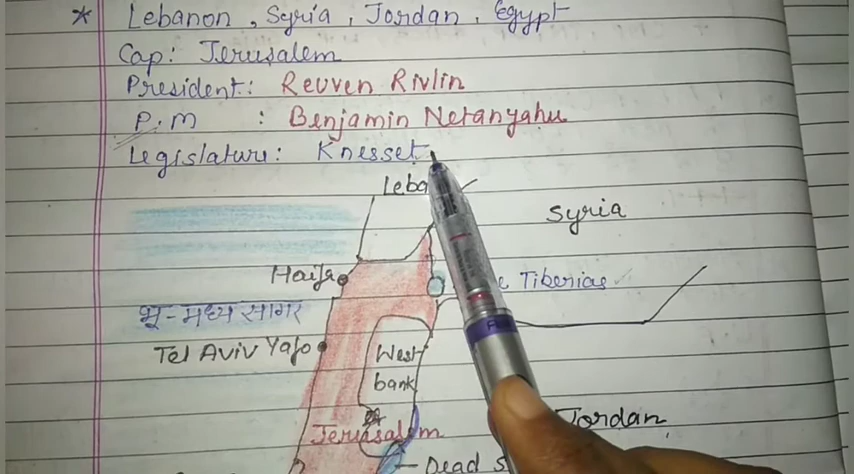 * Lebanon, Syria, Jordan, Egypt
Cap: Jerusalem
President: Reuven Rivlin
P.M : Benjamin Netanyahu
Legislature: Knesset
Leba
Syria
Haifa
Tiberias
भू-मध्य सागर
Tel Aviv Yafo
West
bank
Jordan
Jerusalem
Dead S